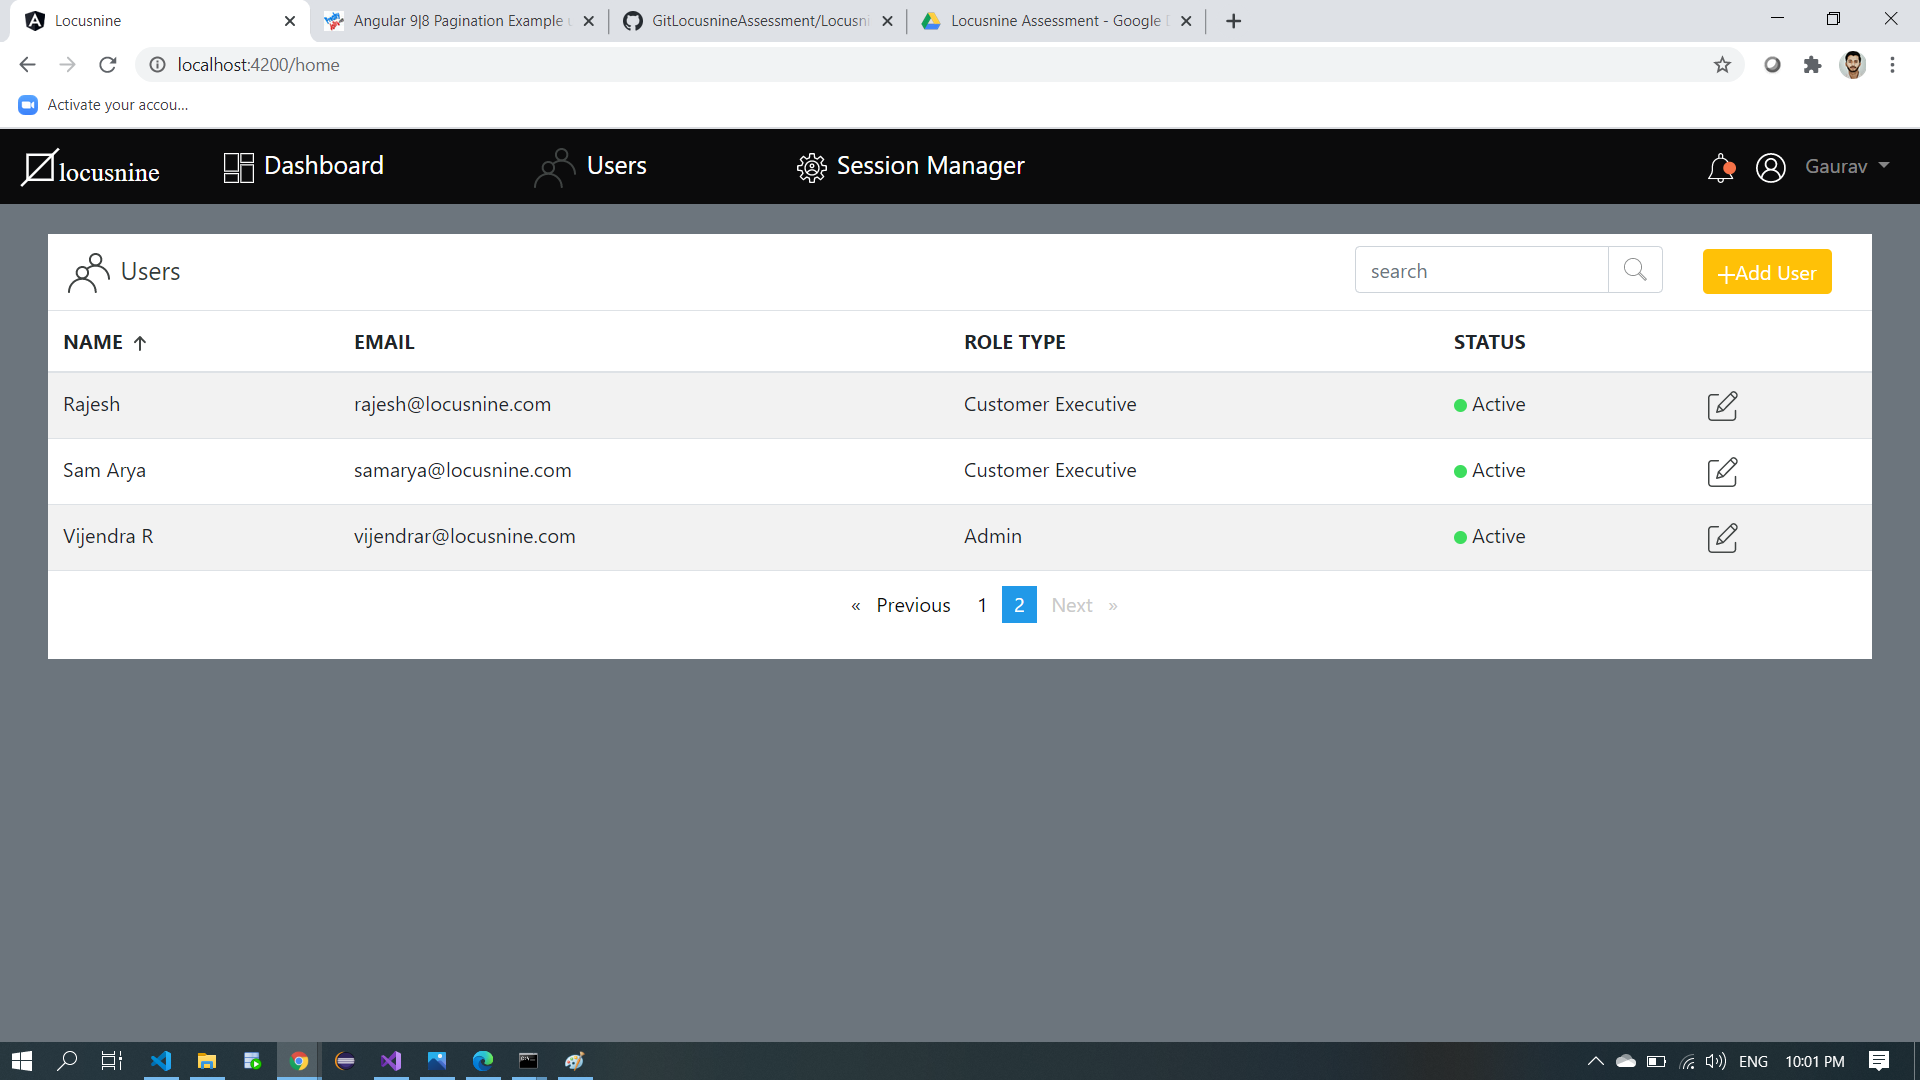 Locusnine
Angular 9|8 Pagination Example
GitLocusnineAssessment/Locusni
Locusnine Assessment - Google
localhost:4200/home
Activate your accou...
locusnine Dashboard Users Session Manager Gaurav
Users search +Add User
NAME ↑ EMAIL ROLE TYPE STATUS
Rajesh rajesh@locusnine.com Customer Executive Active
Sam Arya samarya@locusnine.com Customer Executive Active
Vijendra R vijendrar@locusnine.com Admin Active
« Previous 1 2 Next »
ENG 10:01 PM